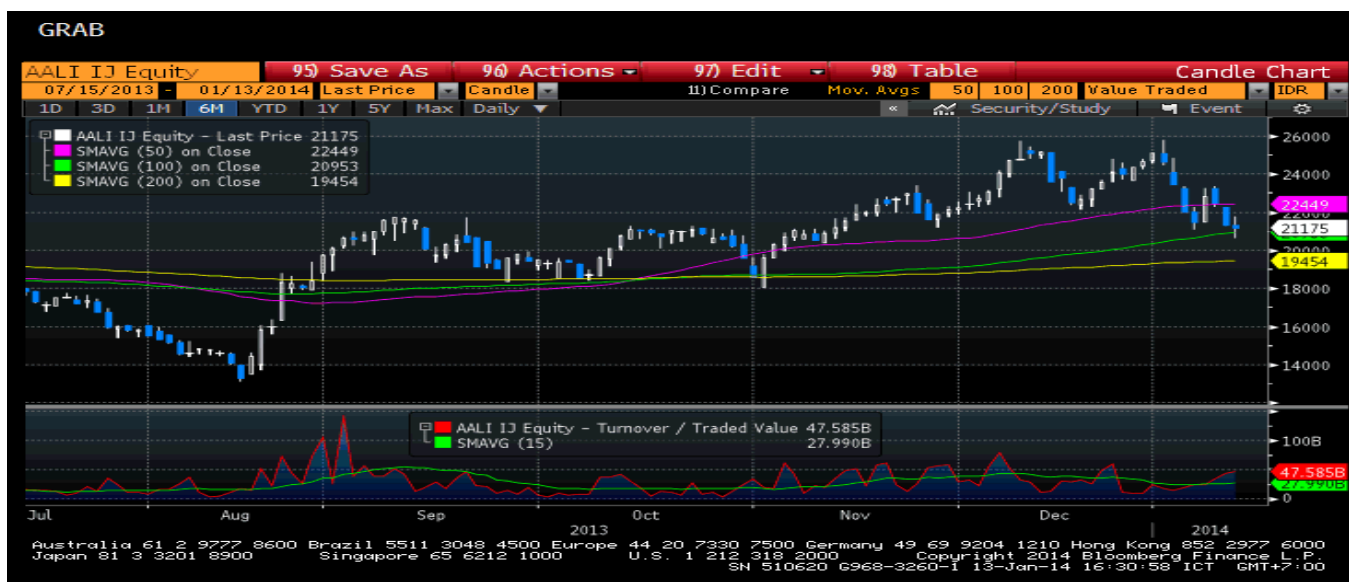 GRAB
AALI IJ Equity 95) Save As 96) Actions 97) Edit 98) Table Candle Chart
07/15/2013 - 01/13/2014 Last Price Candle 11) Compare Mov. Avgs 50 100 200 Value Traded IDR
1D 3D 1M 6M YTD 1Y 5Y Max Daily ▼ « Security/Study Event
AALI IJ Equity - Last Price 21175
SMAVG (50) on Close 22449
SMAVG (100) on Close 20953
SMAVG (200) on Close 19454
26000
24000
22449
22000
21175
20000
19454
18000
16000
14000
AALI IJ Equity - Turnover / Traded Value 47.585B
SMAVG (15) 27.990B
100B
47.585B
27.990B
0
Jul Aug Sep Oct Nov Dec
2013 2014
Australia 61 2 9777 8600 Brazil 5511 3048 4500 Europe 44 20 7330 7500 Germany 49 69 9204 1210 Hong Kong 852 2977 6000
Japan 81 3 3201 8900 Singapore 65 6212 1000 U.S. 1 212 318 2000 Copyright 2014 Bloomberg Finance L.P.
SN 510620 G968-3260-1 13-Jan-14 16:30:58 ICT GMT+7:00